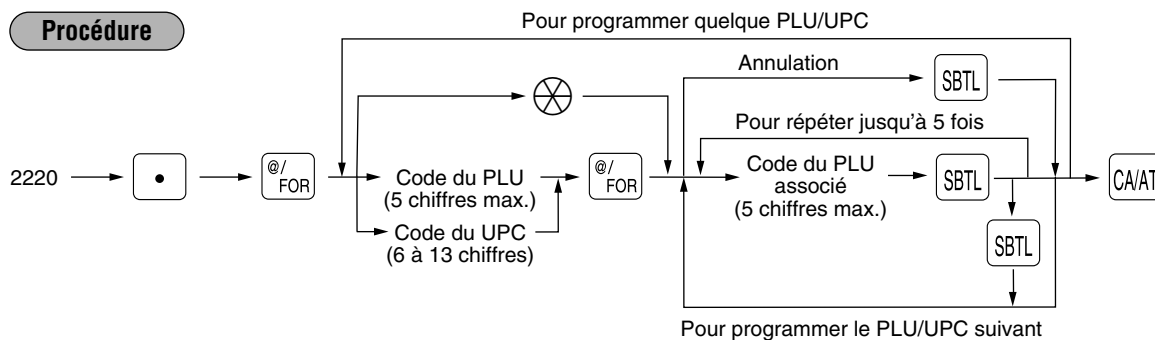 Procédure
Pour programmer quelque PLU/UPC
Annulation
SBTL
Pour répéter jusqu'à 5 fois
2220
•
@/
FOR
Code du PLU
(5 chiffres max.)
Code du UPC
(6 à 13 chiffres)
@/
FOR
Code du PLU
associé
(5 chiffres max.)
SBTL
SBTL
CA/AT
Pour programmer le PLU/UPC suivant